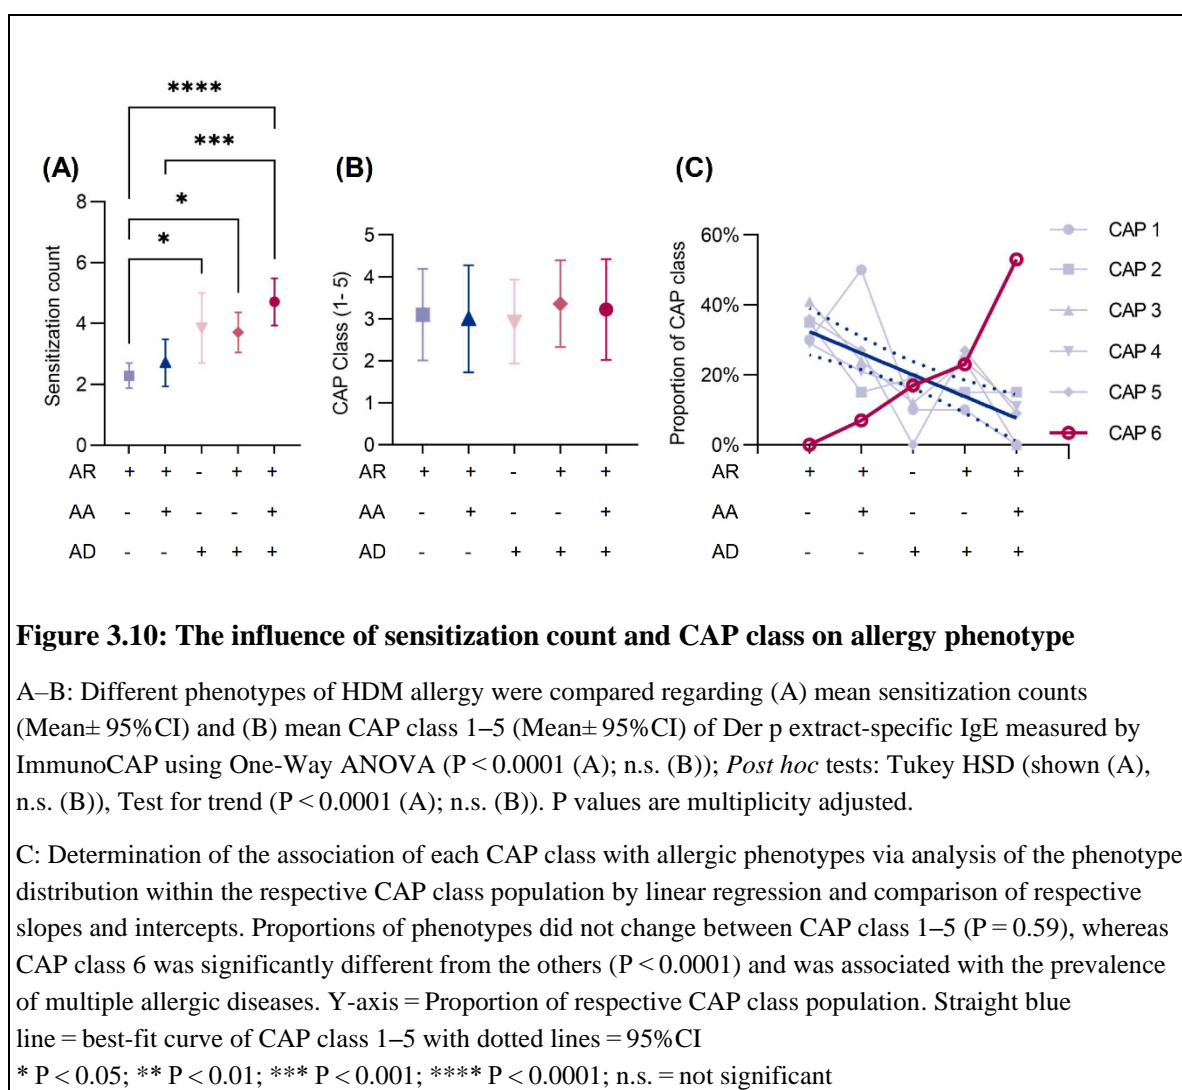 ****
***
(A)
(B)
(C)
*
*
Sensitization count
8
6
4
2
0
CAP Class (1- 5)
5
4
3
2
1
0
Proportion of CAP class
60%
40%
20%
0%
CAP 1
CAP 2
CAP 3
CAP 4
CAP 5
CAP 6
AR + + - + +
AA - + - - +
AD - - + + +
AR + + - + +
AA - + - - +
AD - - + + +
AR + + - + +
AA - + - - +
AD - - + + +
Figure 3.10: The influence of sensitization count and CAP class on allergy phenotype
A–B: Different phenotypes of HDM allergy were compared regarding (A) mean sensitization counts
(Mean± 95%CI) and (B) mean CAP class 1–5 (Mean± 95%CI) of Der p extract-specific IgE measured by
ImmunoCAP using One-Way ANOVA (P < 0.0001 (A); n.s. (B)); Post hoc tests: Tukey HSD (shown (A),
n.s. (B)), Test for trend (P < 0.0001 (A); n.s. (B)). P values are multiplicity adjusted.
C: Determination of the association of each CAP class with allergic phenotypes via analysis of the phenotype
distribution within the respective CAP class population by linear regression and comparison of respective
slopes and intercepts. Proportions of phenotypes did not change between CAP class 1–5 (P = 0.59), whereas
CAP class 6 was significantly different from the others (P < 0.0001) and was associated with the prevalence
of multiple allergic diseases. Y-axis = Proportion of respective CAP class population. Straight blue
line = best-fit curve of CAP class 1–5 with dotted lines = 95%CI
* P < 0.05; ** P < 0.01; *** P < 0.001; **** P < 0.0001; n.s. = not significant